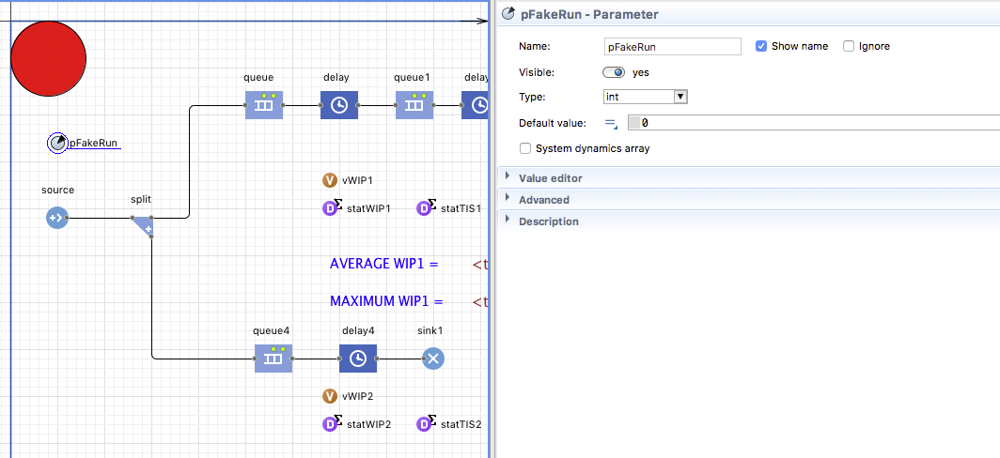 pFakeRun - Parameter
Name: pFakeRun Show name Ignore
Visible: yes
Type: int
Default value: 0
System dynamics array
Value editor
Advanced
Description
queue delay queue1 delay
pFakeRun
source
split
V vWIP1
D statWIP1 D statTIS1
AVERAGE WIP1 = <t
MAXIMUM WIP1 = <t
queue4 delay4 sink1
V vWIP2
D statWIP2 D statTIS2